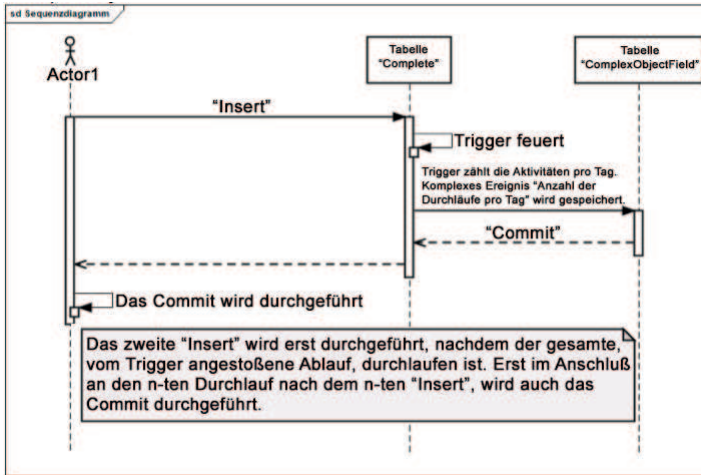 sd Sequenzdiagramm
Actor1
Tabelle
“Complete”
Tabelle
“ComplexObjectField”
“Insert”
Trigger feuert
Trigger zählt die Aktivitäten pro Tag.
Komplexes Ereignis “Anzahl der
Durchläufe pro Tag” wird gespeichert.
“Commit”
Das Commit wird durchgeführt
Das zweite “Insert” wird erst durchgeführt, nachdem der gesamte,
vom Trigger angestoßene Ablauf, durchlaufen ist. Erst im Anschluß
an den n-ten Durchlauf nach dem n-ten “Insert”, wird auch das
Commit durchgeführt.